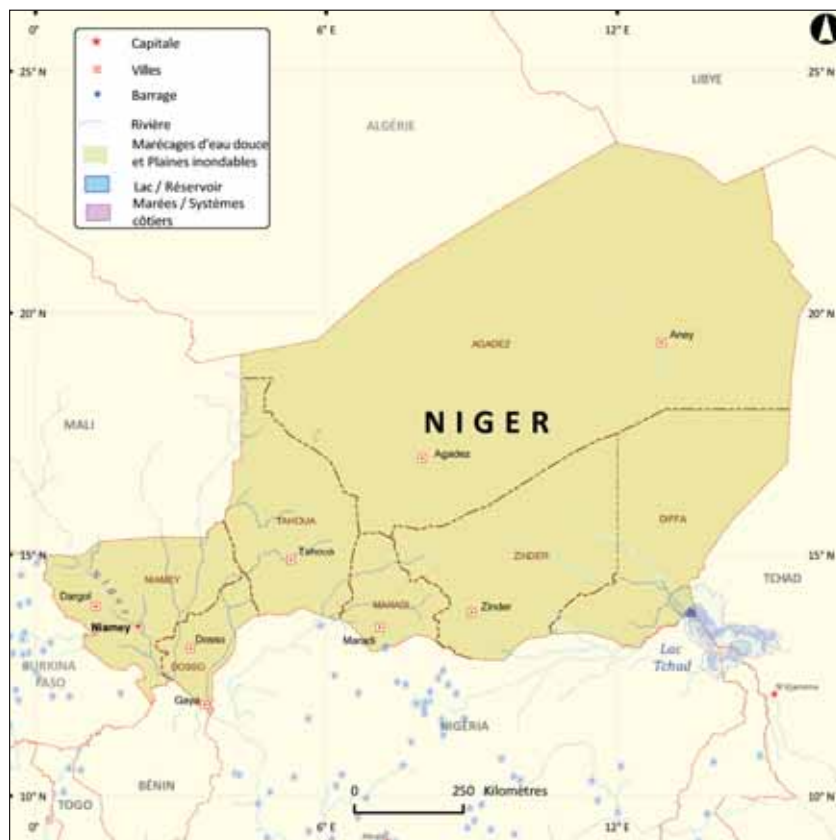 0°
6° E
12° E
Capitale
Villes
Barrage
Rivière
Marécages d'eau douce
et Plaines inondables
Lac / Réservoir
Marées / Systèmes
côtiers
25° N
25° N
LIBYE
ALGÉRIE
20° N
20° N
AGADEZ
Aney
MALI
NIGER
Agadez
TAHOUA
DIFFA
15° N
15° N
ZINDER
Tahoua
TCHAD
NIAMEY
Dargol
MARADI
Zinder
Niamey
Maradi
Dosso
Lac
Tchad
BURKINA
FASO
DOSSO
N'Djamena
Gaya
NIGÉRIA
BÉNIN
0
250 Kilomètres
10° N
10° N
TOGO
6° E
12° E